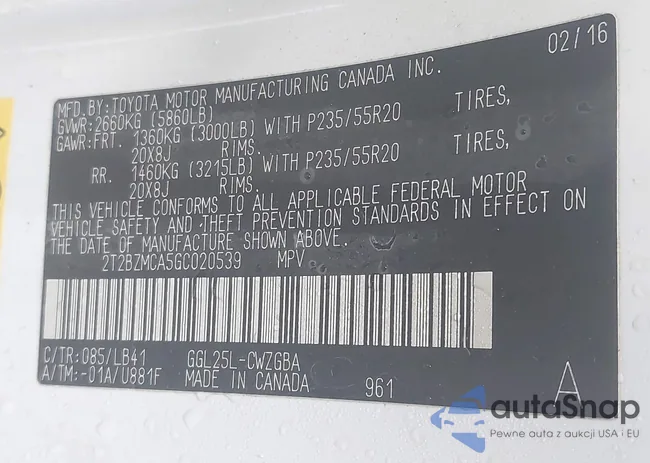 02/16
MFD.BY:TOYOTA MOTOR MANUFACTURING CANADA INC.
GVWR:2660KG (5860LB)
GAWR:FRT. 1360KG (3000LB) WITH P235/55R20 TIRES,
20X8J RIMS.
RR. 1460KG (3215LB) WITH P235/55R20 TIRES,
20X8J RIMS.
THIS VEHICLE CONFORMS TO ALL APPLICABLE FEDERAL MOTOR
VEHICLE SAFETY AND THEFT PREVENTION STANDARDS IN EFFECT ON
THE DATE OF MANUFACTURE SHOWN ABOVE.
2T2BZMCA5GC020539 MPV
C/TR:085/LB41 GGL25L-CWZGBA
A/TM:-01A/U881F MADE IN CANADA 961 A
autoSnap
Pewne auta z aukcji USA i EU